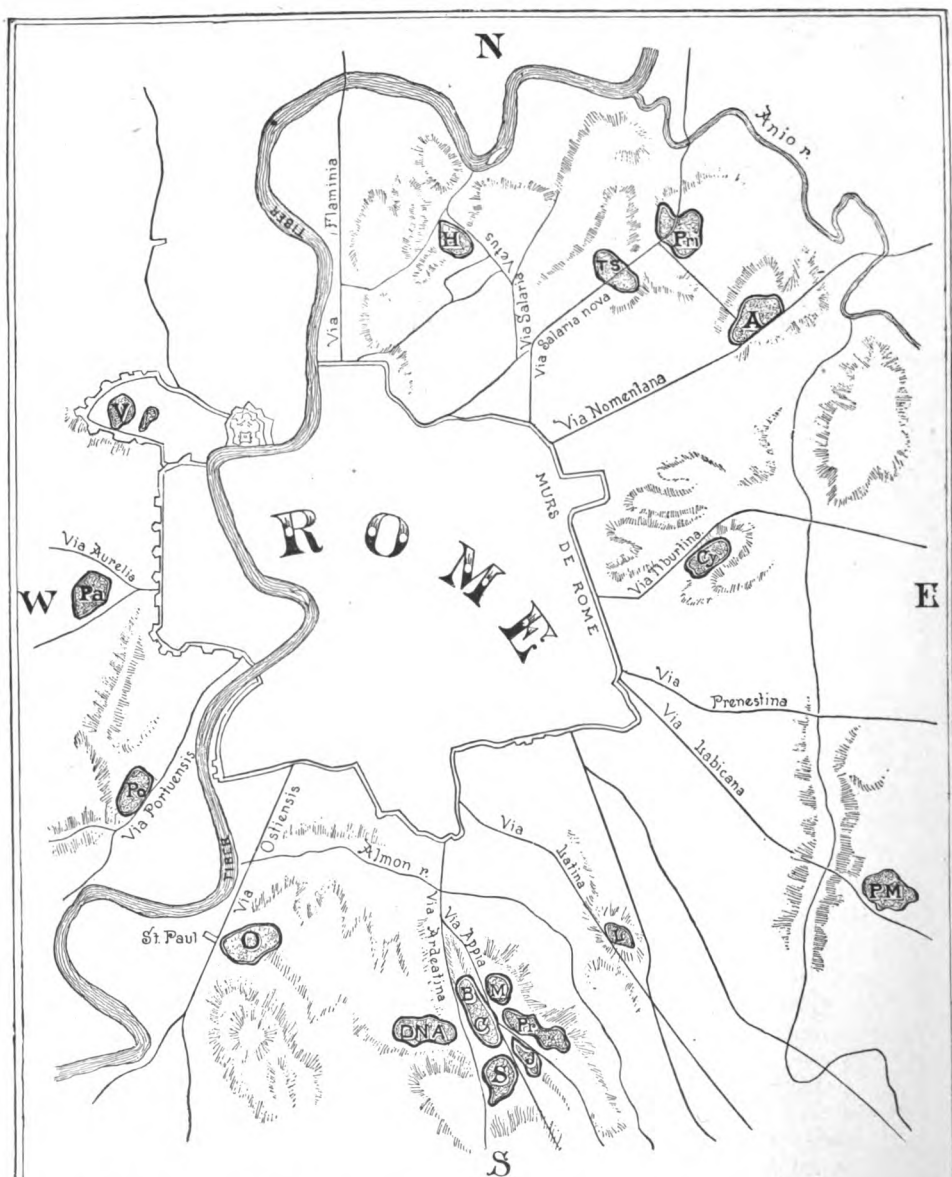 N
Anio r.
TIBER
Via Flaminia
H
Via Salaria Vetus
TS
Pri
Via Salaria nova
A
Via Nomentana
V
MURS DE ROME
ROME
Via Tiburtina
Cy
Via Aurelia
W
Pa
E
Via Prenestina
Via Labicana
Po
Via Portuensis
TIBER
Via Ostiensis
Almon r.
Via Latina
PM
St. Paul
O
L
Via Ardeatina
Via Appia
B
M
C
DNA
Pr.
J
S
S